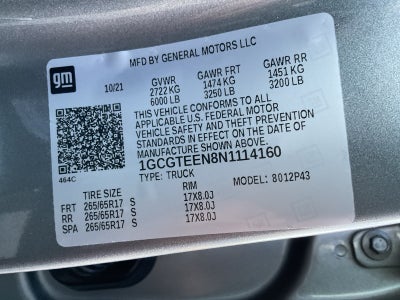 gm
MFD BY GENERAL MOTORS LLC
10/21 GVWR GAWR FRT GAWR RR
2722 KG 1474 KG 1451 KG
6000 LB 3250 LB 3200 LB
THIS VEHICLE CONFORMS TO ALL
APPLICABLE U.S. FEDERAL MOTOR
VEHICLE SAFETY AND THEFT PREVENTION
STANDARDS IN EFFECT ON THE DATE OF
MANUFACTURE SHOWN ABOVE.
1GCGTEEN8N1114160
464C TYPE: TRUCK MODEL: 8012P43
TIRE SIZE RIM
FRT 265/65R17 S 17X8.0J
RR 265/65R17 S 17X8.0J
SPA 265/65R17 S 17X8.0J